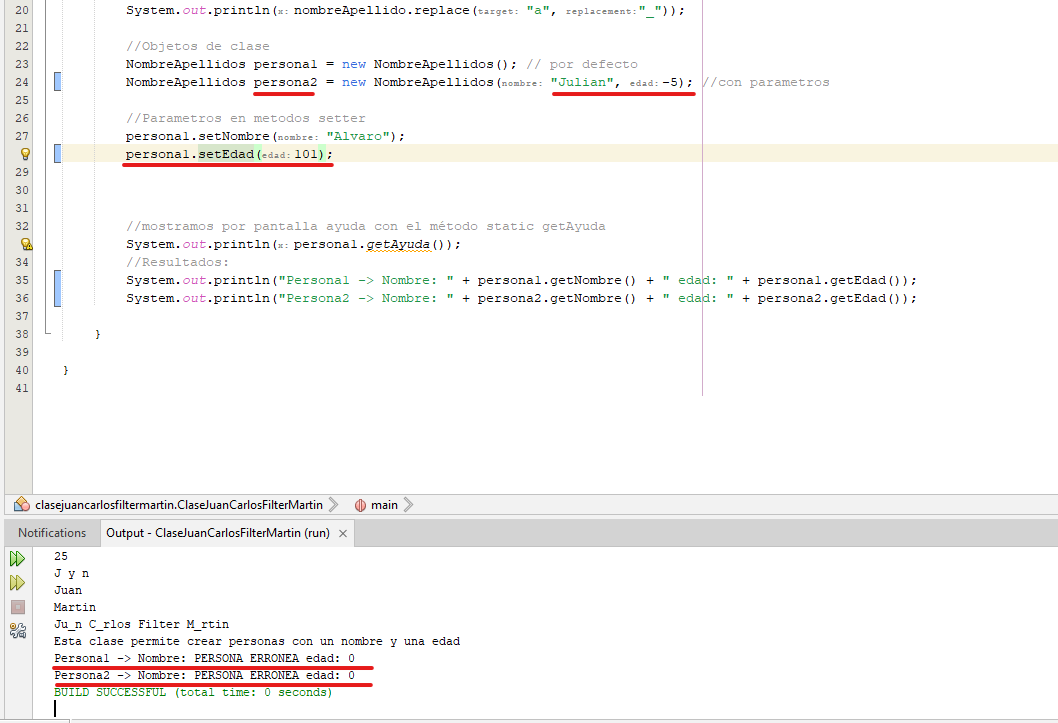 20 System.out.println(x: nombreApellido.replace(target: "a", replacement:"_"));
21
22 //Objetos de clase
23 NombreApellidos persona1 = new NombreApellidos(); // por defecto
24 NombreApellidos persona2 = new NombreApellidos(nombre: "Julian", edad:-5); //con parametros
25
26 //Parametros en metodos setter
27 persona1.setNombre(nombre: "Alvaro");
persona1.setEdad(edad:101);
29
30
31
32 //mostramos por pantalla ayuda con el método static getAyuda
System.out.println(x: persona1.getAyuda());
34 //Resultados:
35 System.out.println("Persona1 -> Nombre: " + persona1.getNombre() + " edad: " + persona1.getEdad());
36 System.out.println("Persona2 -> Nombre: " + persona2.getNombre() + " edad: " + persona2.getEdad());
37
38 }
39
40 }
41
clasejuancarlosfiltermartin.ClaseJuanCarlosFilterMartin main
Notifications Output - ClaseJuanCarlosFilterMartin (run) ×
25
J y n
Juan
Martin
Ju_n C_rlos Filter M_rtin
Esta clase permite crear personas con un nombre y una edad
Persona1 -> Nombre: PERSONA ERRONEA edad: 0
Persona2 -> Nombre: PERSONA ERRONEA edad: 0
BUILD SUCCESSFUL (total time: 0 seconds)